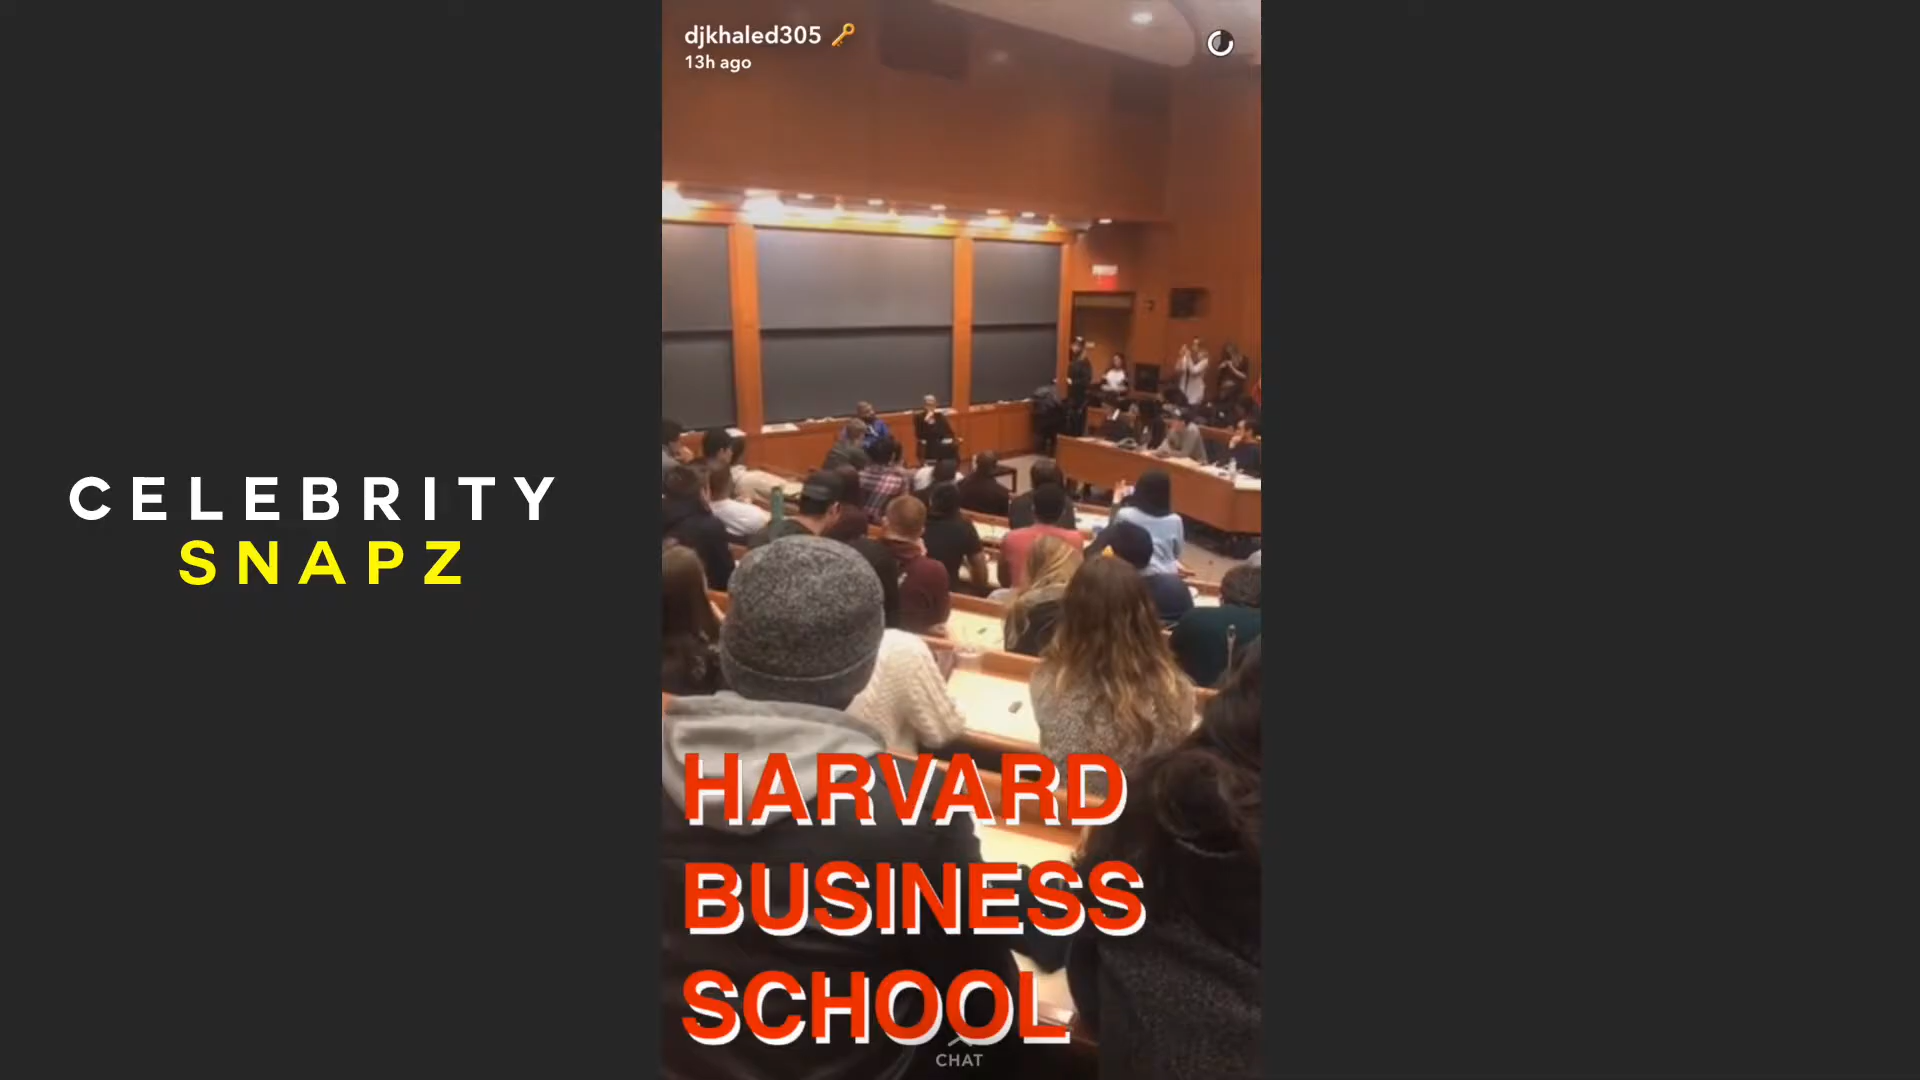 djkhaled305 🔑
13h ago
CELEBRITY
SNAPZ
HARVARD
BUSINESS
SCHOOL
CHAT